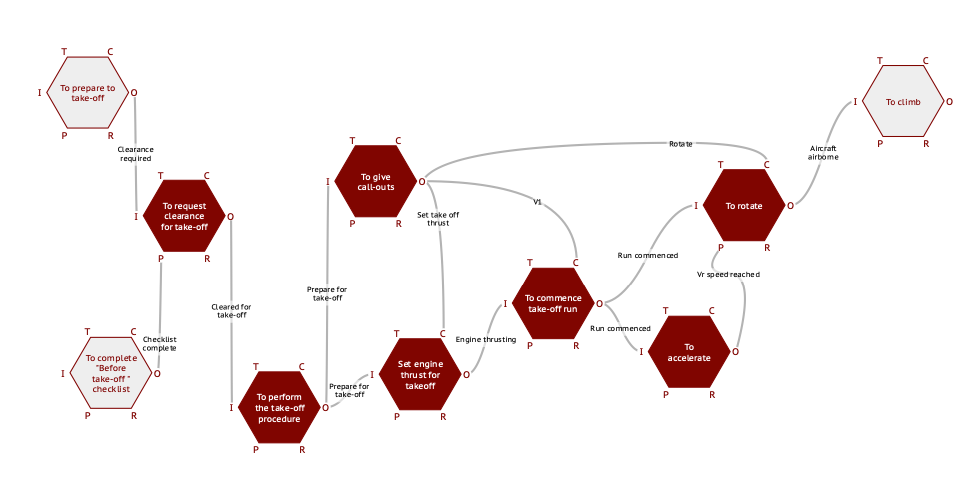 T C
I To prepare to O
take-off
P R
Clearance
required
T C
I To request O
clearance
for take-off
P R
Checklist
complete
T C
I To complete O
"Before
take-off "
checklist
P R
Cleared for
take-off
T C
I To perform O
the take-off
procedure
P R
Prepare for
take-off
Prepare for
take-off
T C
I To give O
call-outs
P R
Set take off
thrust
V1
Rotate
T C
I Set engine O
thrust for
takeoff
P R
Engine thrusting
T C
I To commence O
take-off run
P R
Run commenced
Run commenced
T C
I To O
accelerate
P R
Vr speed reached
T C
I To rotate O
P R
Aircraft
airborne
T C
I To climb O
P R